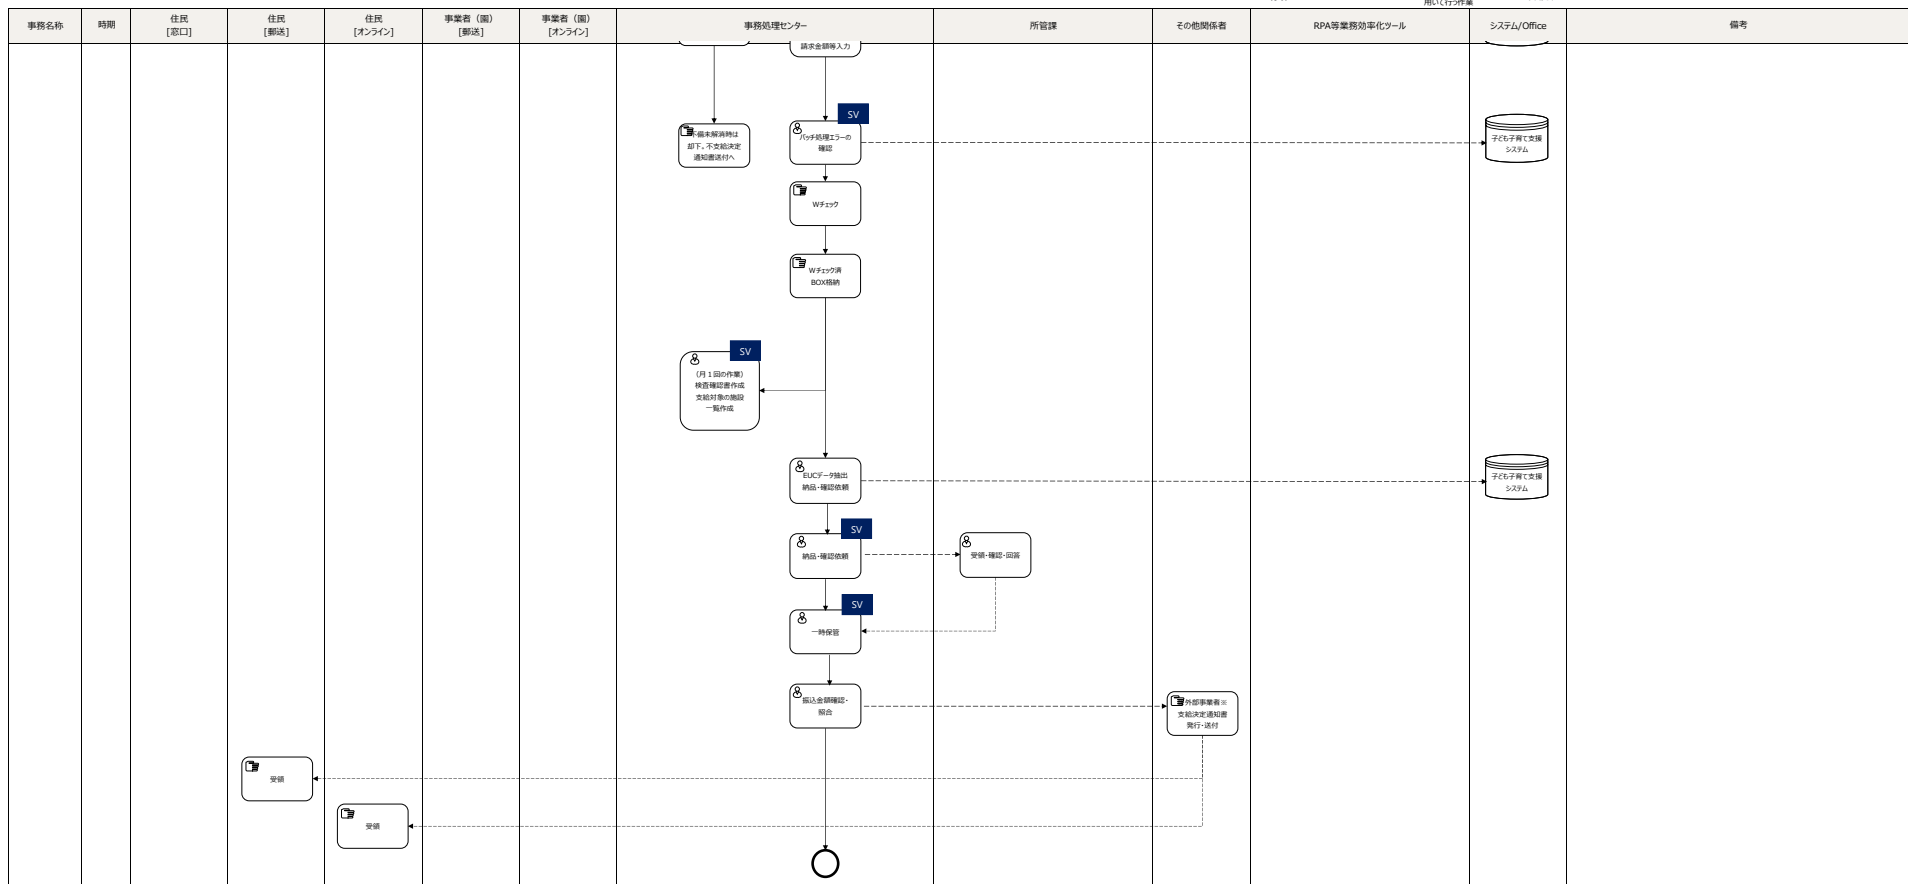 用いて行う作業
事務名称
時期
住民
[窓口]
住民
[郵送]
住民
[オンライン]
事業者（園）
[郵送]
事業者（園）
[オンライン]
事務処理センター
所管課
その他関係者
RPA等業務効率化ツール
システム/Office
備考
請求金額等入力
SV
不備未解消時は
却下。不支給決定
通知書送付へ
バッチ処理エラーの
確認
子ども子育て支援
システム
Wチェック
Wチェック済
BOX格納
SV
（月１回の作業）
検査確認書作成
支給対象の施設
一覧作成
EUCデータ抽出
納品・確認依頼
子ども子育て支援
システム
SV
納品・確認依頼
受領・確認・回答
SV
一時保管
振込金額確認・
照合
外部事業者※
支給決定通知書
発行・送付
受領
受領